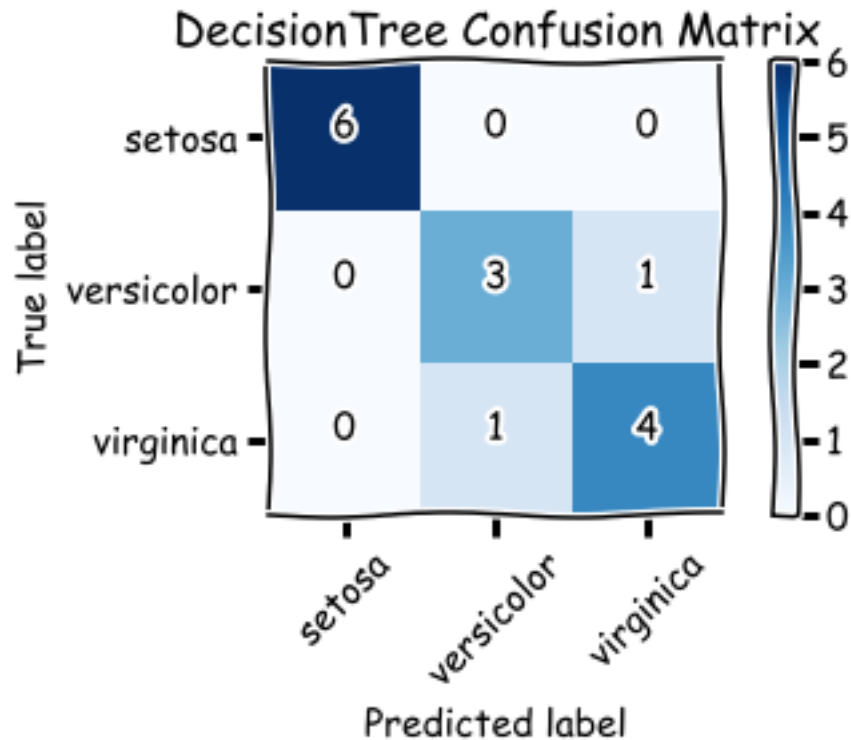 DecisionTree Confusion Matrix
6
setosa 6 0 0 5
4
versicolor 0 3 1 3
2
virginica 0 1 4 1
0
True label
setosa versicolor virginica
Predicted label